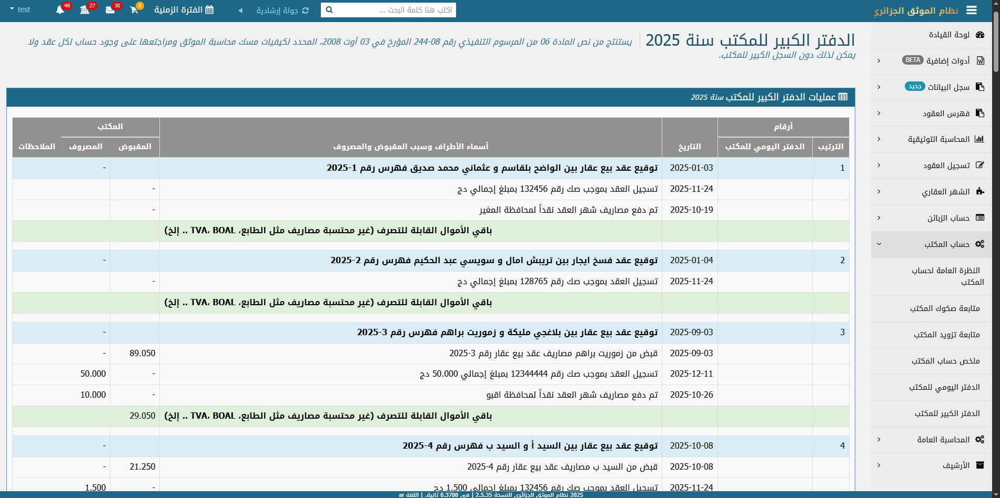 نظام الموثق الجزائري
اكتب هنا كلمة البحث ...
جولة إرشادية
الفترة الزمنية
5
30
27
48
test
لوحة القيادة
أدوات إضافية BETA
سجل البيانات جديد
فهرس العقود
المحاسبة التوثيقية
تسجيل العقود
الشهر العقاري
حساب الزبائن
حساب المكتب
النظرة العامة لحساب
المكتب
متابعة صكوك المكتب
متابعة تزويد المكتب
ملخص حساب المكتب
الدفتر اليومي للمكتب
الدفتر الكبير للمكتب
المحاسبة العامة
الأرشيف
الدفتر الكبير للمكتب سنة 2025 يستنتج من نص المادة 06 من المرسوم التنفيذي رقم 08-244 المؤرخ في 03 أوت 2008، المحدد لكيفيات مسك محاسبة الموثق ومراجعتها على وجود حساب لكل عقد ولا
يمكن لذلك دون السجل الكبير للمكتب.
عمليات الدفتر الكبير للمكتب سنة 2025
أرقام المكتب
الترتيب الدفتر اليومي للمكتب التاريخ أسماء الأطراف وسبب المقبوض والمصروف المقبوض المصروف الملاحظات
1 2025-01-03 توقيع عقد بيع عقار بين الواضح بلقاسم و عثماني محمد صديق فهرس رقم 1-2025 -
2025-11-24 تسجيل العقد بموجب صك رقم 132456 بمبلغ إجمالي دج -
2025-10-19 تم دفع مصاريف شهر العقد نقداً لمحافظة المغير -
باقي الأموال القابلة للتصرف (غير محتسبة مصاريف مثل الطابع، TVA، BOAL .. إلخ)
2 2025-01-04 توقيع عقد فسخ ايجار بين تريبش امال و سويسي عبد الحكيم فهرس رقم 2-2025 -
2025-11-24 تسجيل العقد بموجب صك رقم 128765 بمبلغ إجمالي دج -
باقي الأموال القابلة للتصرف (غير محتسبة مصاريف مثل الطابع، TVA، BOAL .. إلخ)
3 2025-09-03 توقيع عقد بيع عقار بين بلاغجي مليكة و زموريت براهم فهرس رقم 3-2025 -
2025-09-03 قبض من زموريت براهم مصاريف عقد بيع عقار رقم 3-2025 89.050 -
2025-12-11 تسجيل العقد بموجب صك رقم 12344444 بمبلغ إجمالي 50.000 دج - 50.000
2025-10-26 تم دفع مصاريف شهر العقد نقداً لمحافظة اقبو - 10.000
باقي الأموال القابلة للتصرف (غير محتسبة مصاريف مثل الطابع، TVA، BOAL .. إلخ) 29.050
4 2025-10-08 توقيع عقد بيع عقار بين السيد أ و السيد ب فهرس رقم 4-2025 -
2025-10-08 قبض من السيد ب مصاريف عقد بيع عقار رقم 4-2025 21.250 -
2025-11-24 تسجيل العقد بموجب صك رقم 132456 بمبلغ إجمالي 1.500 دج - 1.500
2025 نظام الموثق الجزائري النسخة 2.5.35 | في 0.3708 ثانية. | اللغة ar